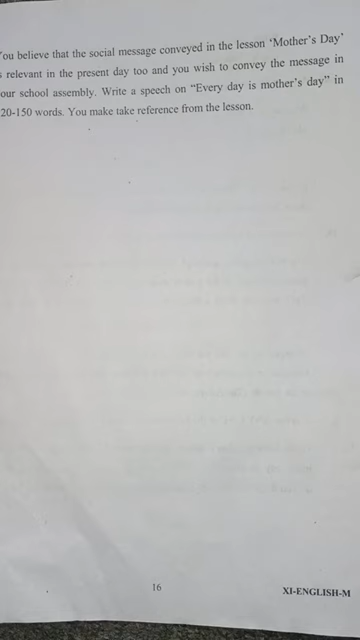 You believe that the social message conveyed in the lesson ‘Mother’s Day’
s relevant in the present day too and you wish to convey the message in
our school assembly. Write a speech on “Every day is mother’s day” in
20-150 words. You make take reference from the lesson.
16
XI-ENGLISH-M